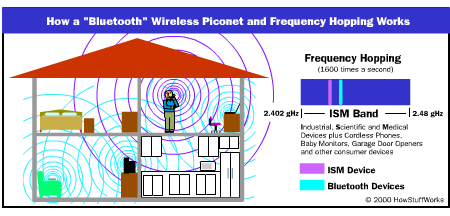 How a "Bluetooth" Wireless Piconet and Frequency Hopping Works
Frequency Hopping
(1600 times a second)
2.402 gHz
ISM Band
2.48 gHz
Industrial, Scientific and Medical
Devices plus Cordless Phones,
Baby Monitors, Garage Door Openers
and other consumer devices
ISM Device
Bluetooth Devices
© 2000 HowStuffWorks